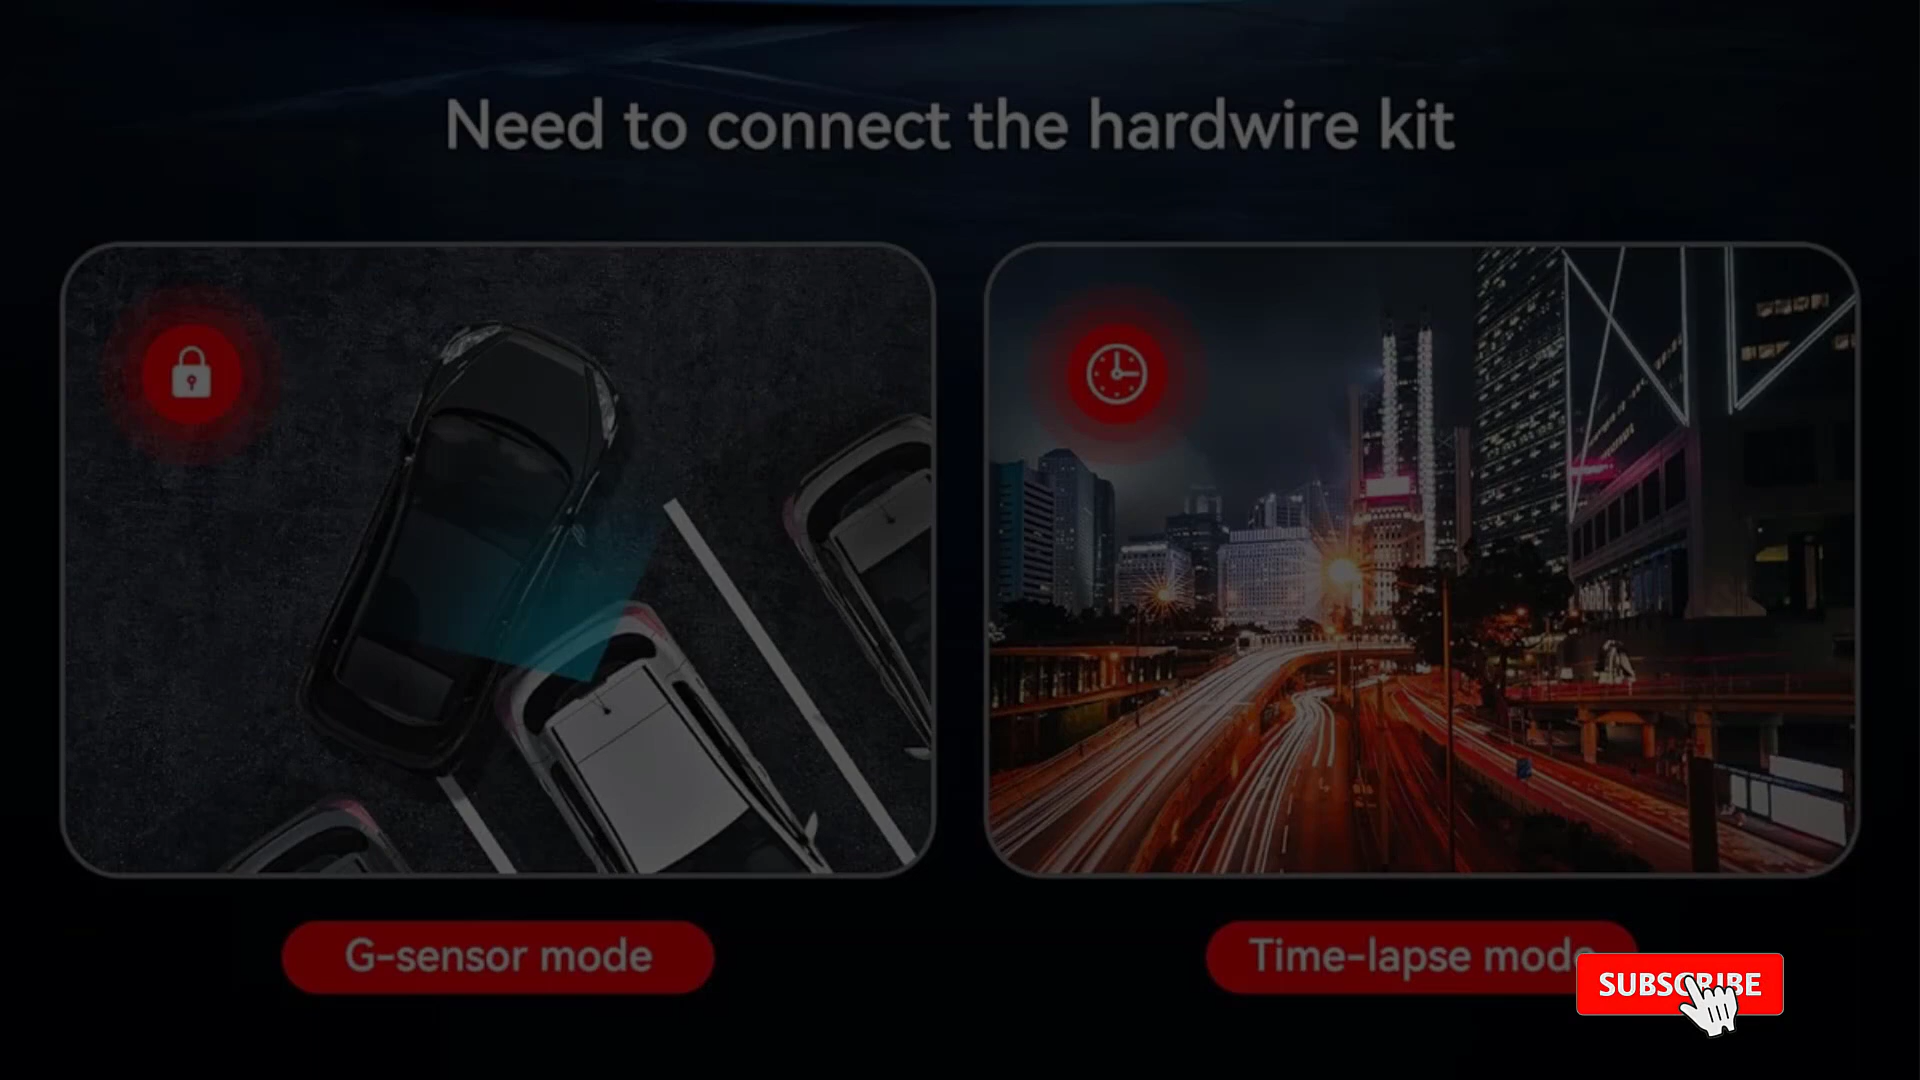 Need to connect the hardwire kit
G-sensor mode
Time-lapse mode
SUBSCRIBE